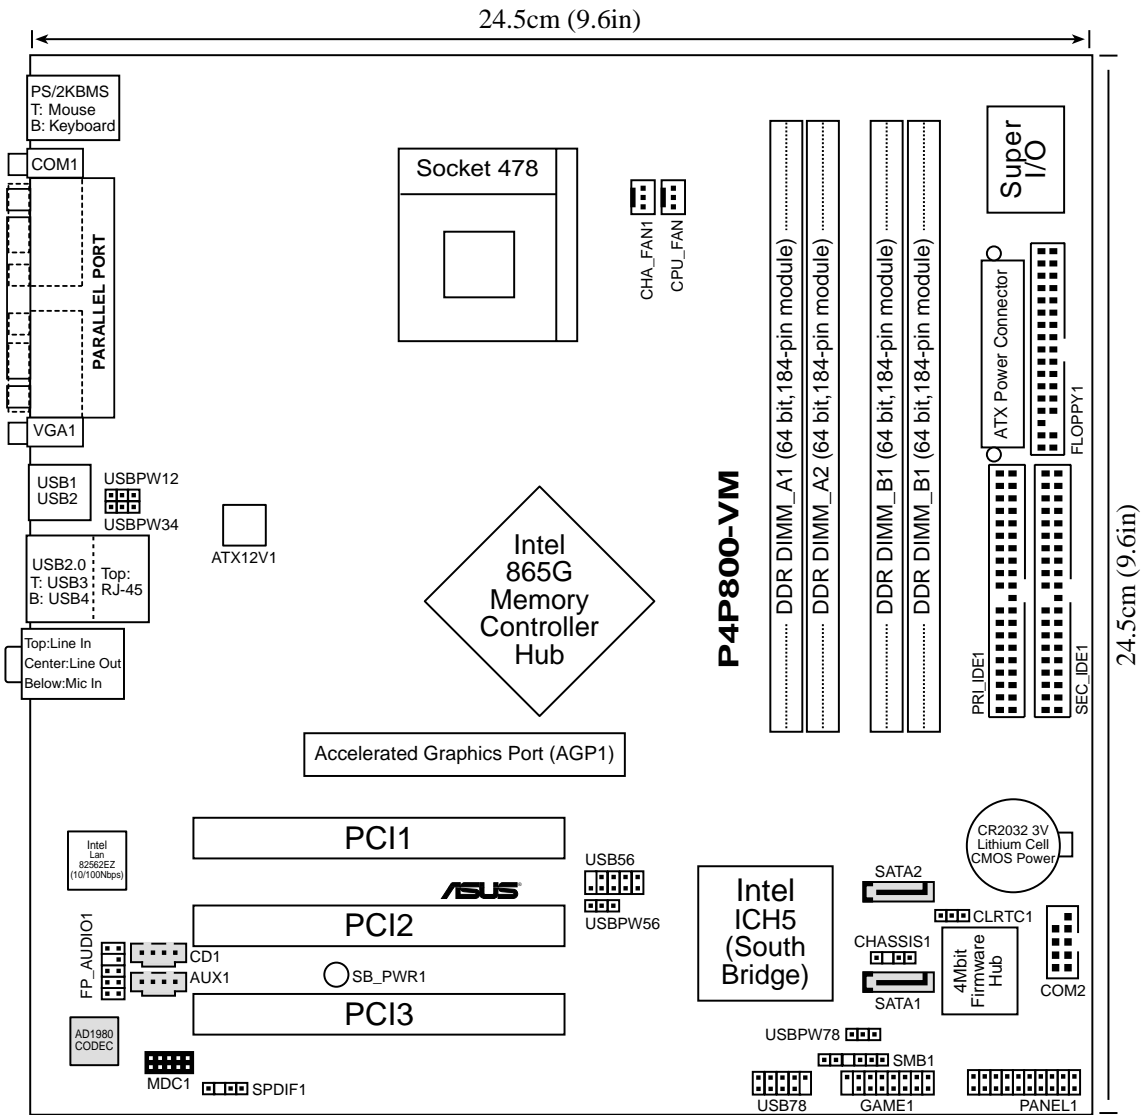 24.5cm (9.6in)
PS/2KBMS
T: Mouse
B: Keyboard
COM1
PARALLEL PORT
VGA1
USB1
USB2
USBPW12
USBPW34
USB2.0
T: USB3
B: USB4
Top:
RJ-45
Top:Line In
Center:Line Out
Below:Mic In
ATX12V1
Socket 478
CHA_FAN1
CPU_FAN
Intel
865G
Memory
Controller
Hub
P4P800-VM
DDR DIMM_A1 (64 bit,184-pin module)
DDR DIMM_A2 (64 bit,184-pin module)
DDR DIMM_B1 (64 bit,184-pin module)
DDR DIMM_B1 (64 bit,184-pin module)
Super
I/O
ATX Power Connector
FLOPPY1
PRI_IDE1
SEC_IDE1
24.5cm (9.6in)
Accelerated Graphics Port (AGP1)
PCI1
ASUS
PCI2
SB_PWR1
PCI3
Intel
Lan
82562EZ
(10/100Nbps)
FP_AUDIO1
CD1
AUX1
AD1980
CODEC
MDC1
SPDIF1
USB56
USBPW56
Intel
ICH5
(South
Bridge)
SATA2
CR2032 3V
Lithium Cell
CMOS Power
CLRTC1
CHASSIS1
SATA1
4Mbit
Firmware
Hub
COM2
USBPW78
SMB1
USB78
GAME1
PANEL1